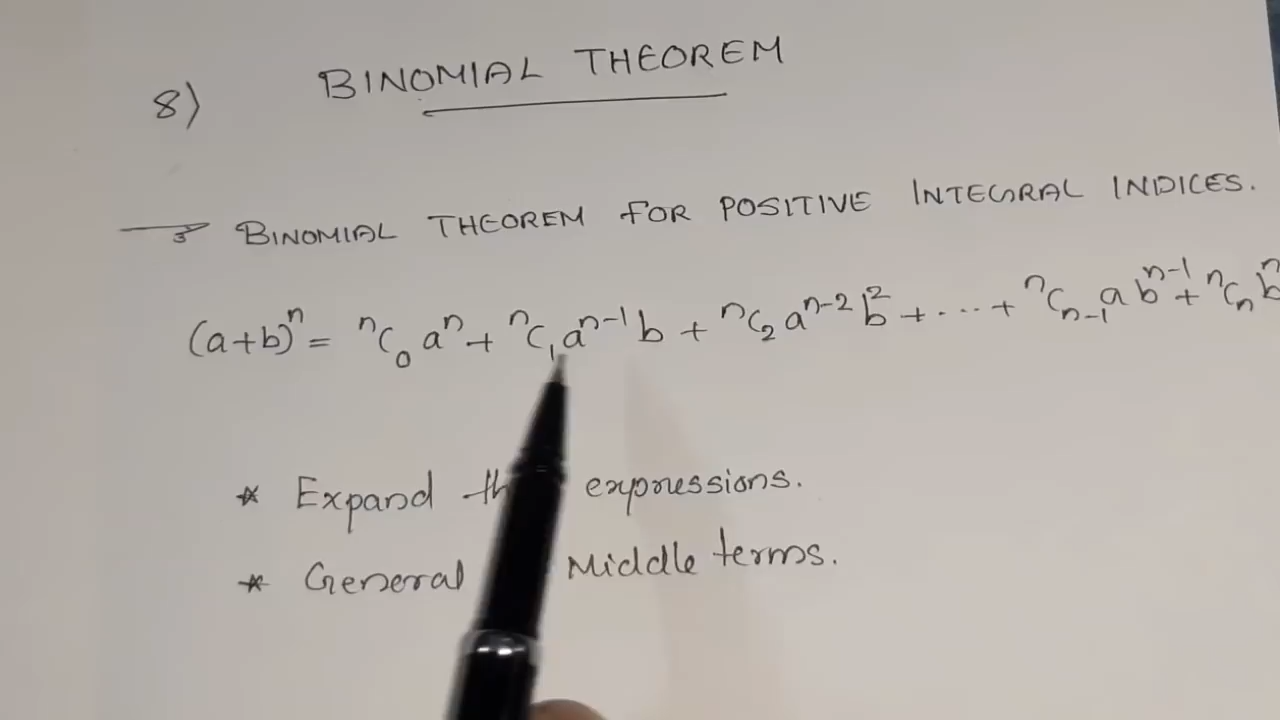 8) BINOMIAL THEOREM
→ BINOMIAL THEOREM FOR POSITIVE INTEGRAL INDICES.
(a+b)ⁿ = ⁿC₀ aⁿ + ⁿC₁ aⁿ⁻¹ b + ⁿC₂ aⁿ⁻² b² + ... + ⁿCₙ₋₁ a bⁿ⁻¹ + ⁿCₙ bⁿ
* Expand expressions.
* General Middle terms.